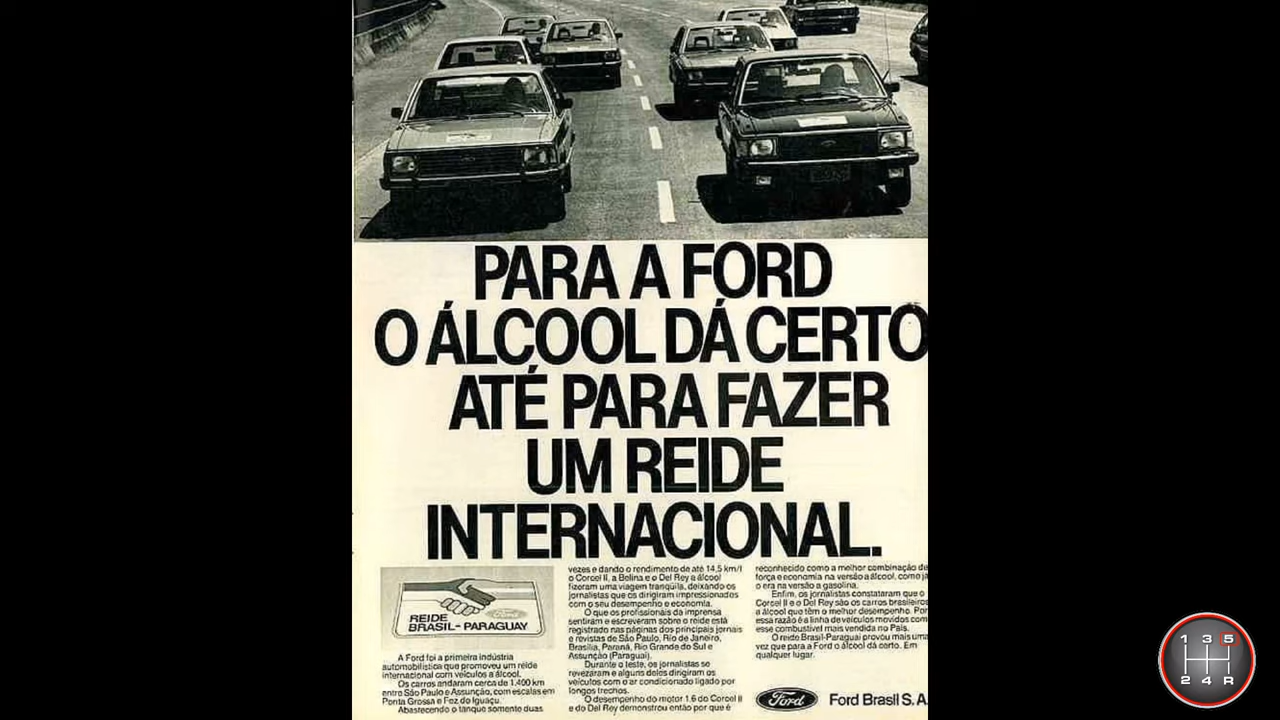 PARA A FORD
O ÁLCOOL DÁ CERTO
ATÉ PARA FAZER
UM REIDE
INTERNACIONAL.
REIDE
BRASIL-PARAGUAY
A Ford foi a primeira indústria
automobilística que promoveu um reide
internacional com veículos a álcool.
Os carros andaram cerca de 1.400 km
entre São Paulo e Assunção, com escalas em
Ponta Grossa e Foz do Iguaçu.
Abastecendo o tanque somente duas
vezes e dando o rendimento de até 14,5 km/l
o Corcel II, a Belina e o Del Rey a álcool
fizeram uma viagem tranqüila, deixando os
jornalistas que os dirigiram impressionados
com o seu desempenho e economia.
O que os profissionais da imprensa
sentiram e escreveram sobre o reide está
registrado nas páginas dos principais jornais
e revistas de São Paulo, Rio de Janeiro,
Brasília, Paraná, Rio Grande do Sul e
Assunção (Paraguai).
Durante o teste, os jornalistas se
revezaram e alguns deles dirigiram os
veículos com o ar condicionado ligado por
longos trechos.
O desempenho do motor 1.6 do Corcel II
e do Del Rey demonstrou então por que é
reconhecido como a melhor combinação de
força e economia na versão a álcool, como já
o era na versão a gasolina.
Enfim, os jornalistas constataram que o
Corcel II e o Del Rey são os carros brasileiros
a álcool que têm o melhor desempenho. Por
essa razão é a linha de veículos movidos com
esse combustível mais vendida no País.
O reide Brasil-Paraguai provou mais uma
vez que para a Ford o álcool dá certo. Em
qualquer lugar.
Ford
Ford Brasil S.A.
1 3 5
2 4 R